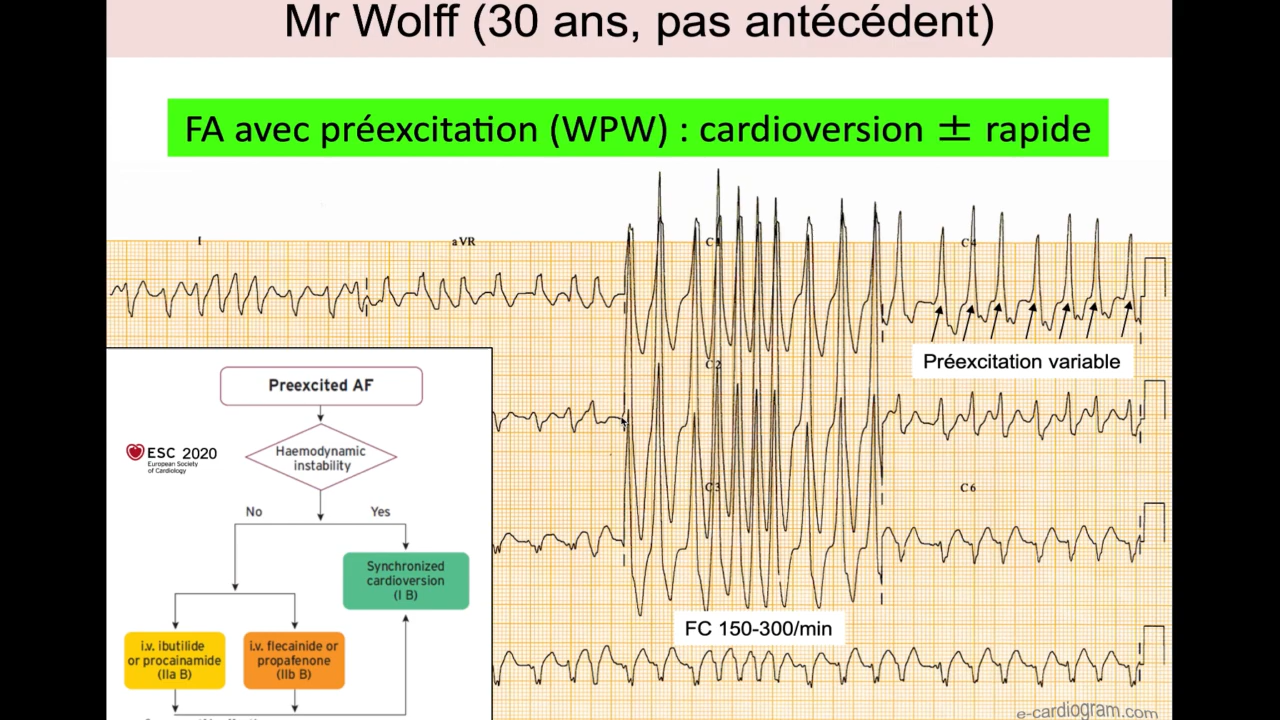 Mr Wolff (30 ans, pas antécédent)
FA avec préexcitation (WPW) : cardioversion ± rapide
I
aVR
C1
C4
Préexcitation variable
C2
C3
C6
FC 150-300/min
Preexcited AF
ESC 2020
European Society
of Cardiology
Haemodynamic
instability
No
Yes
Synchronized
cardioversion
(I B)
i.v. ibutilide
or procainamide
(IIa B)
i.v. flecainide or
propafenone
(IIb B)
e-cardiogram.com